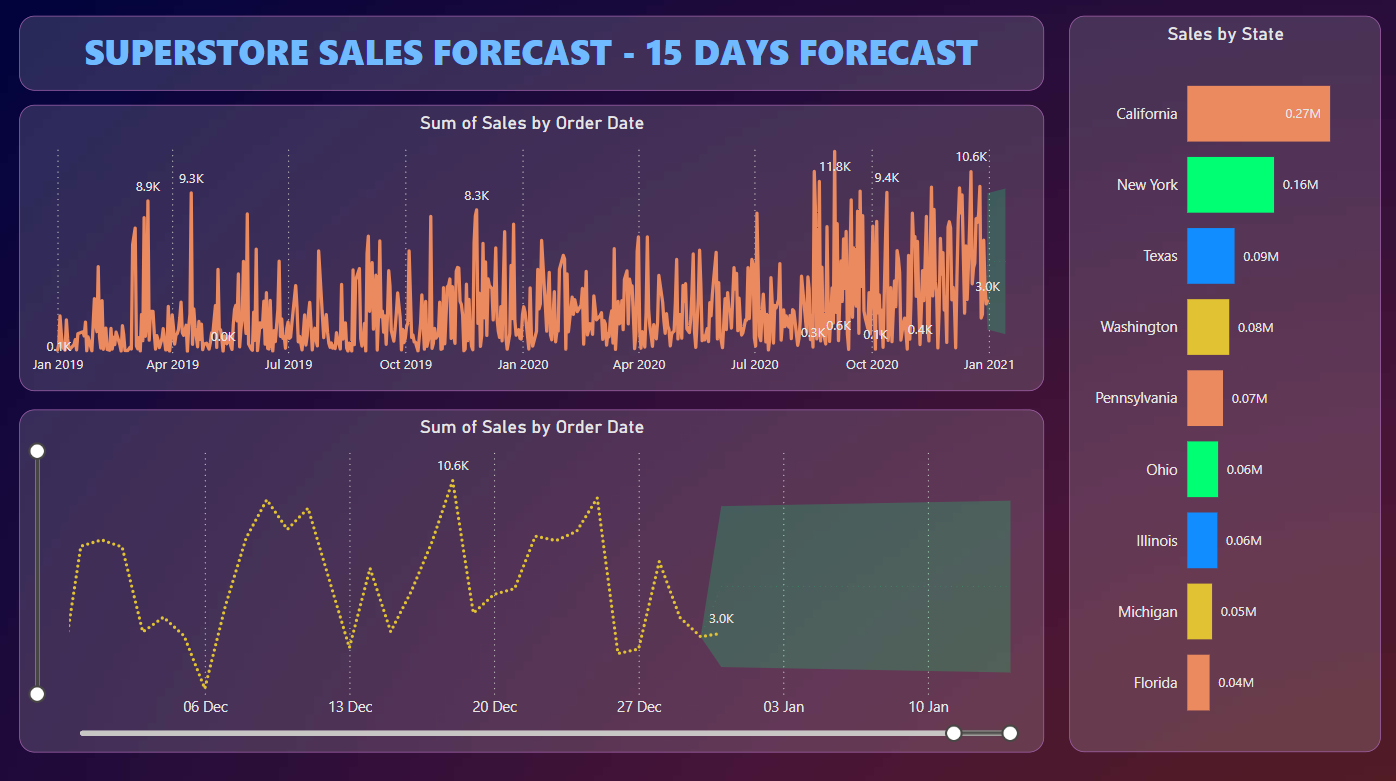 SUPERSTORE SALES FORECAST - 15 DAYS FORECAST
Sum of Sales by Order Date
0.1K
8.9K
9.3K
0.0K
8.3K
0.3K
11.8K
0.6K
9.4K
0.1K
0.4K
10.6K
3.0K
Jan 2019 Apr 2019 Jul 2019 Oct 2019 Jan 2020 Apr 2020 Jul 2020 Oct 2020 Jan 2021
Sum of Sales by Order Date
10.6K
3.0K
06 Dec 13 Dec 20 Dec 27 Dec 03 Jan 10 Jan
Sales by State
California 0.27M
New York 0.16M
Texas 0.09M
Washington 0.08M
Pennsylvania 0.07M
Ohio 0.06M
Illinois 0.06M
Michigan 0.05M
Florida 0.04M